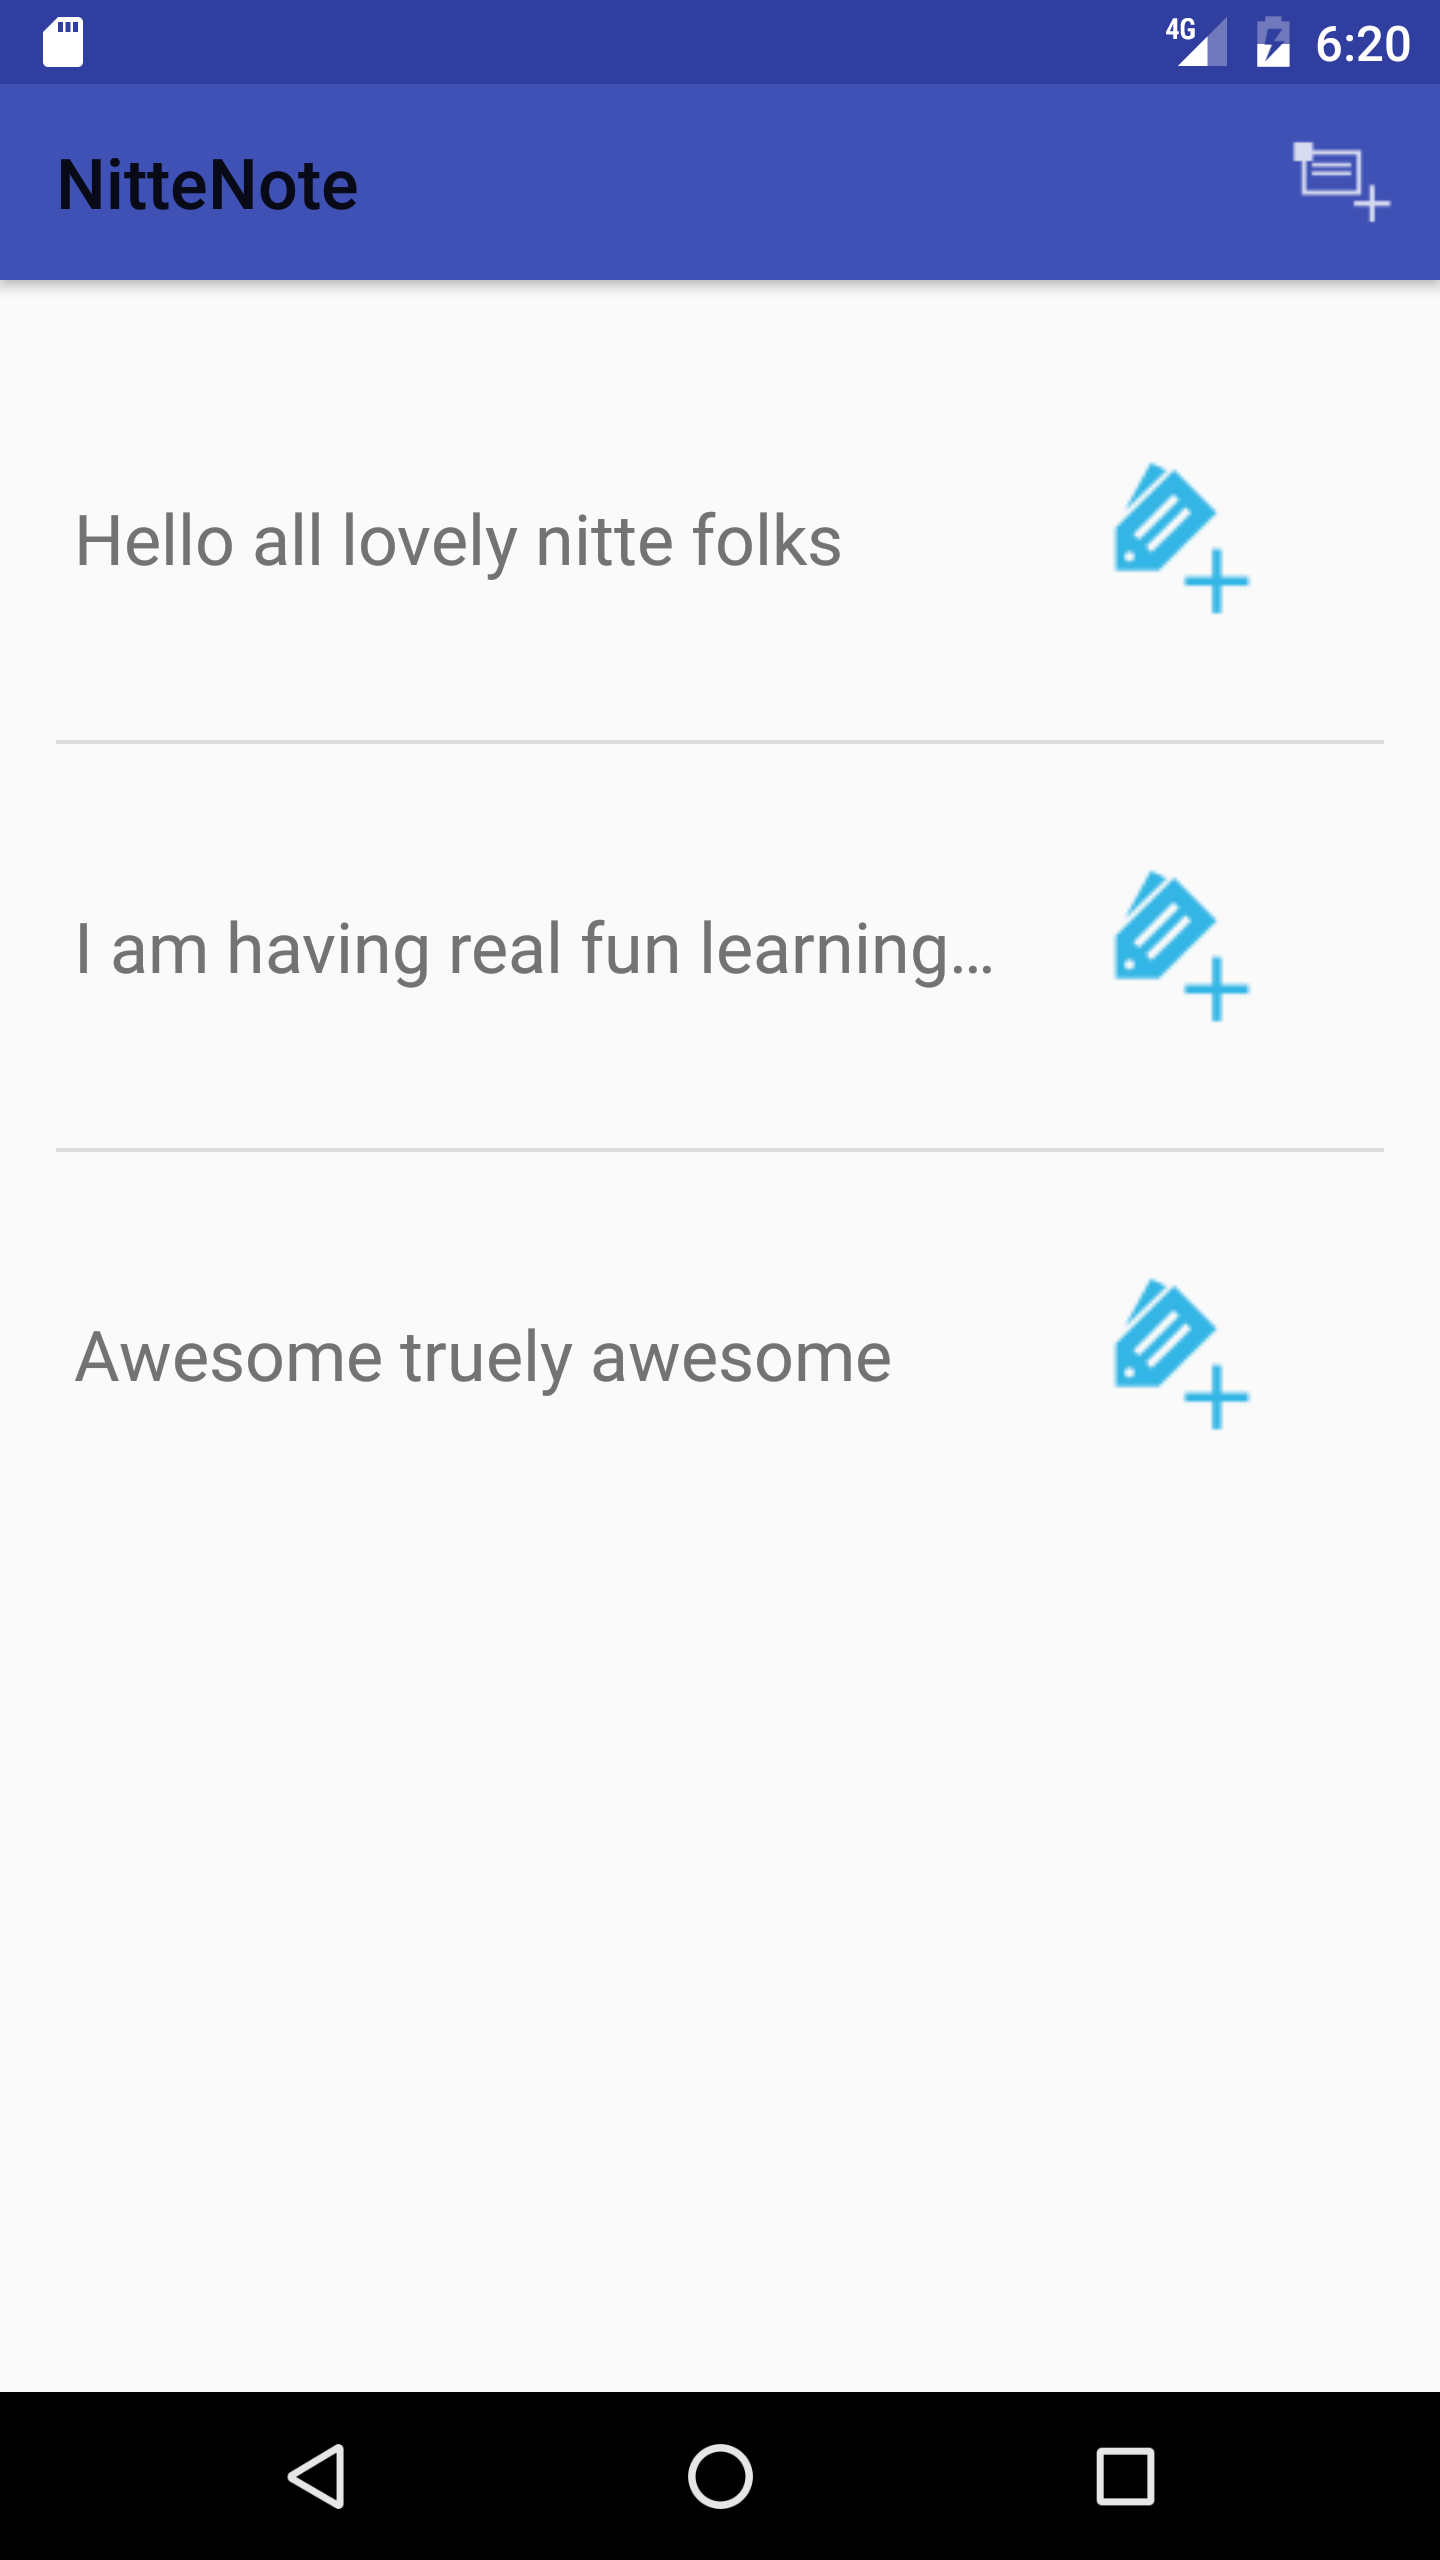 4G 6:20
NitteNote
Hello all lovely nitte folks
I am having real fun learning…
Awesome truely awesome